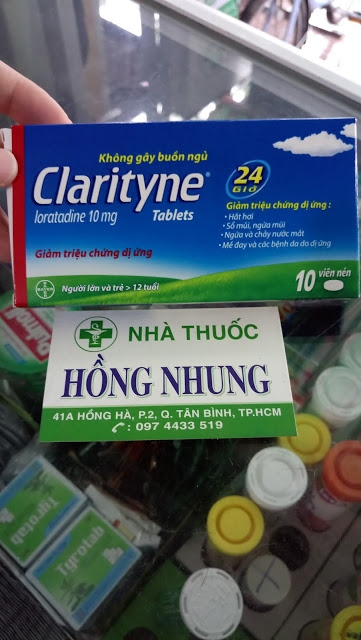 Không gây buồn ngủ
Clarityne®
loratadine 10 mg Tablets
Giảm triệu chứng dị ứng
24
GIỜ
Giảm triệu chứng dị ứng :
• Hắt hơi
• Sổ mũi, ngứa mũi
• Ngứa và chảy nước mắt
• Mề đay và các bệnh da do dị ứng
BAYER
Người lớn và trẻ > 12 tuổi
10 viên nén
NHÀ THUỐC
HỒNG NHUNG
41A HỒNG HÀ, P.2, Q. TÂN BÌNH, TP.HCM
: 097 4433 519
Tyrotab
Tyrotab